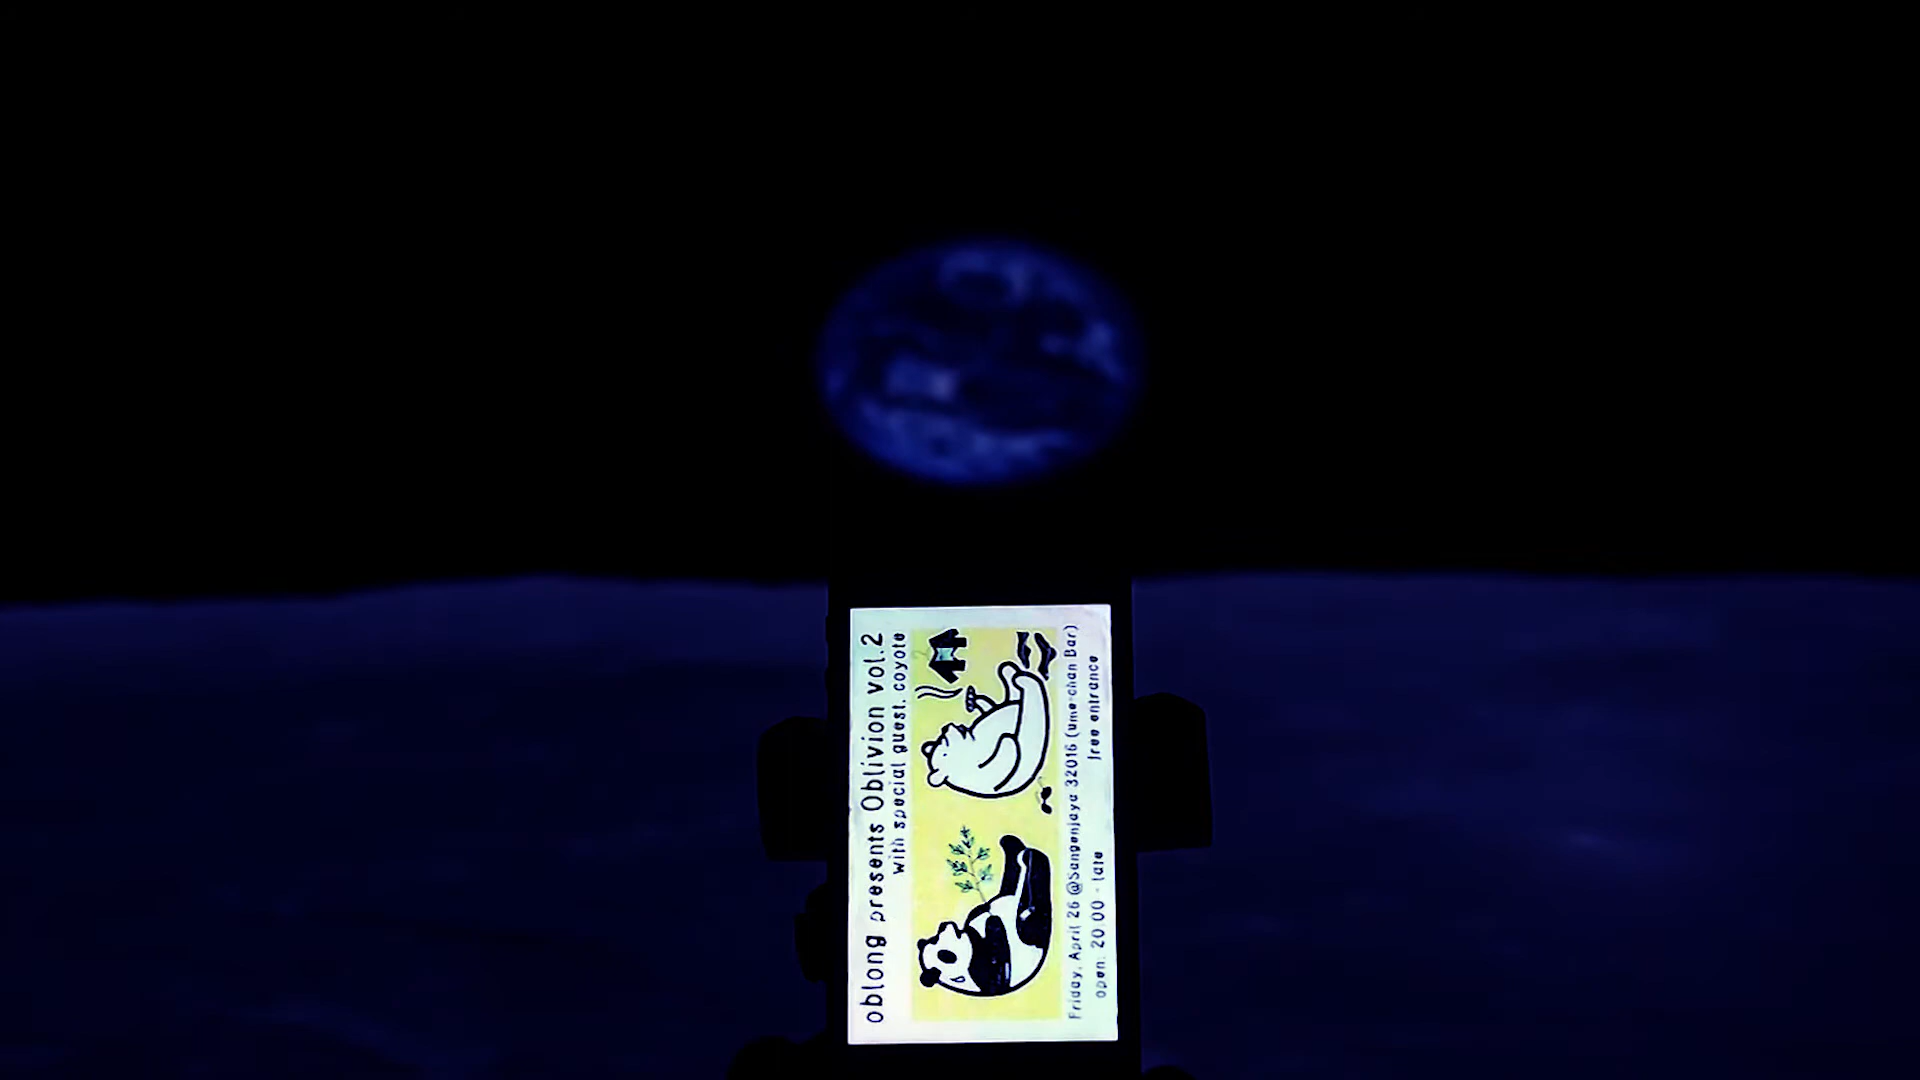 oblong presents Oblivion vol.2
with special guest. coyote
Friday, April 26 @Sangenjaya 32016 (ume-chan Bar)
open: 20:00 - late
free entrance